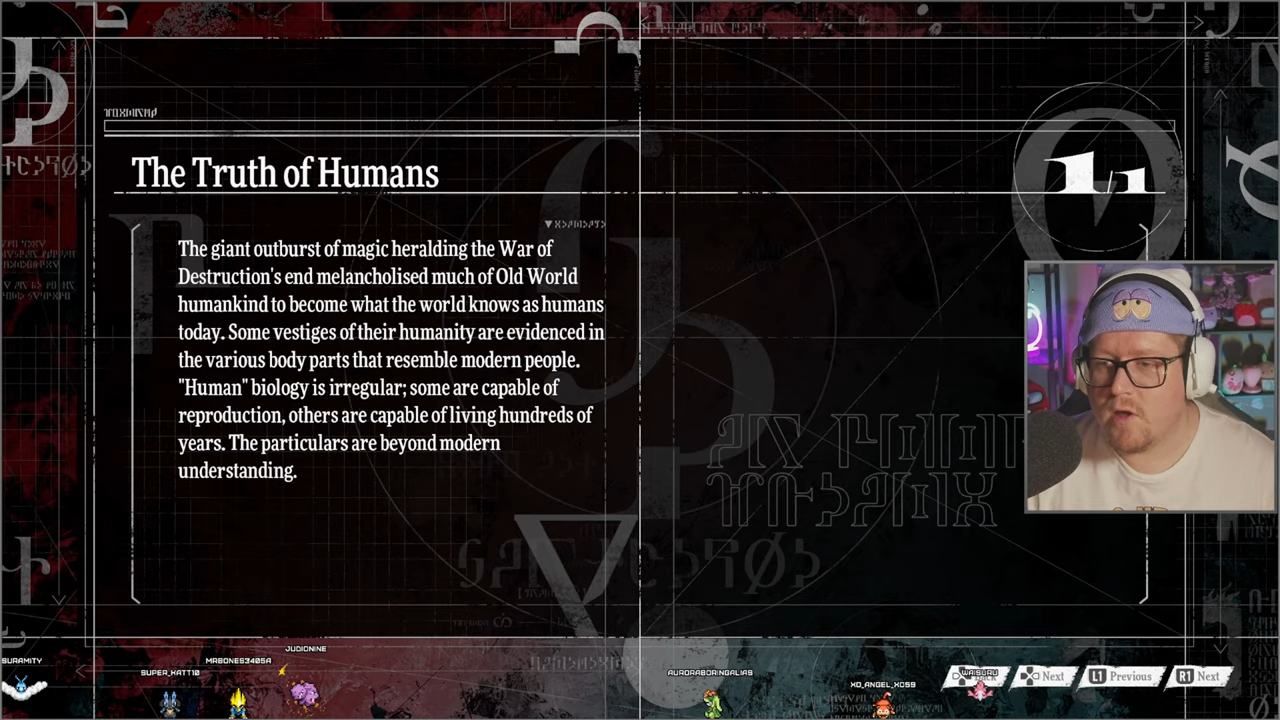 The Truth of Humans
1/1
The giant outburst of magic heralding the War of
Destruction's end melancholised much of Old World
humankind to become what the world knows as humans
today. Some vestiges of their humanity are evidenced in
the various body parts that resemble modern people.
"Human" biology is irregular; some are capable of
reproduction, others are capable of living hundreds of
years. The particulars are beyond modern
understanding.
JUDIONINE
SURAMITY
MRBONES3405A
SUPER_KATT10
AURORABORINGALIAS
XD_ANGEL_XD59
Next
L1 Previous
R1 Next